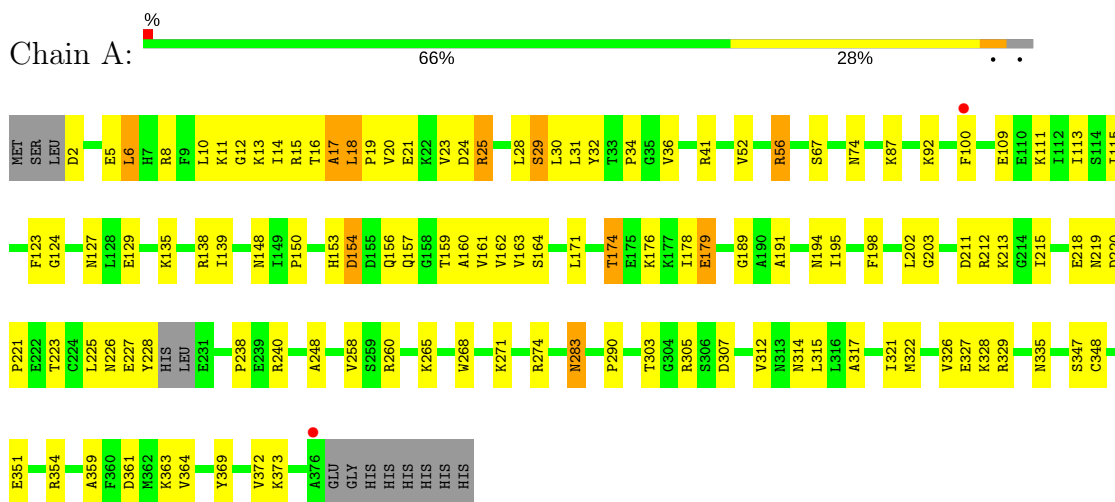 %
Chain A:
66% 28% • •
MET SER LEU D2 E5 L6 H7 R8 F9 L10 K11 G12 K13 I14 R15 T16 A17 L18 P19 V20 E21 K22 V23 D24 R25 L28 S29 L30 L31 Y32 T33 P34 G35 V36 R41 V52 R56 S67 N74 K87 K92 F100 E109 E110 K111 I112 I113 S114
F123 G124 N127 L128 E129 K135 R138 I139 N148 I149 P150 H153 D154 D155 Q156 Q157 G158 T159 A160 V161 V162 V163 S164 L171 T174 E175 K176 K177 I178 E179 G189 A190 A191 N194 I195 F198 L202 G203 D211 R212 K213 G214 I215 E218 N219
P221 E222 T223 C224 L225 N226 E227 Y228 HIS LEU E231 P238 E239 R240 A248 V258 S259 R260 K265 W268 K271 R274 N283 P290 T303 G304 R305 S306 D307 V312 N313 N314 L315 L316 A317 I321 M322 V326 E327 K328 R329 N335 S347 C348
E351 R354 A359 F360 D361 M362 K363 V364 Y369 V372 K373 A376 GLU GLY HIS HIS HIS HIS HIS HIS